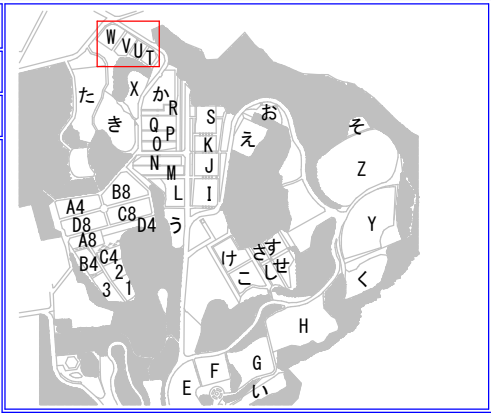 W V U T
た X か R S お
き Q P え そ
O K
N M J Z
B8 L I
A4 C8 D4 う Y
D8
A8 け さ す
B4 C4 こ し せ く
2
3 1
H
F G
E い